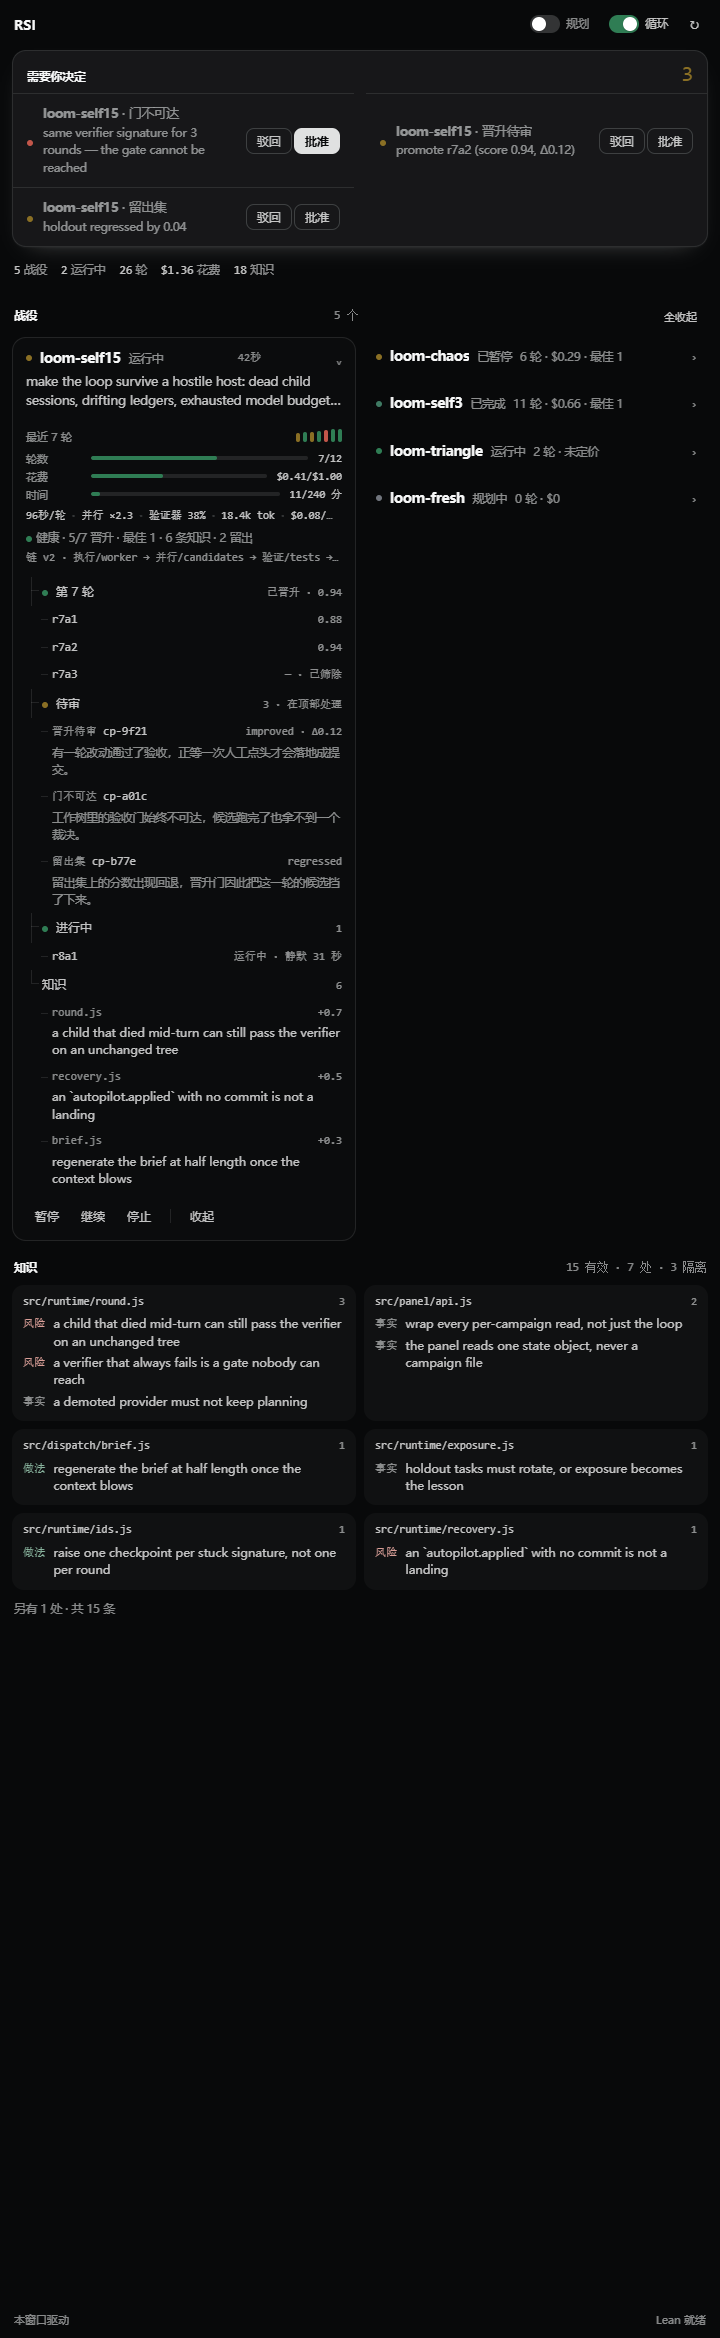 RSI
规划
循环
↻
需要你决定
3
loom-self15 · 门不可达
same verifier signature for 3
rounds — the gate cannot be
reached
驳回
批准
loom-self15 · 晋升待审
promote r7a2 (score 0.94, Δ0.12)
驳回
批准
loom-self15 · 留出集
holdout regressed by 0.04
驳回
批准
5 战役 2 运行中 26 轮 $1.36 花费 18 知识
战役
5 个
全收起
loom-self15 运行中 42秒
make the loop survive a hostile host: dead child
sessions, drifting ledgers, exhausted model budget…
最近 7 轮
轮数 7/12
花费 $0.41/$1.00
时间 11/240 分
96秒/轮 · 并行 ×2.3 · 验证器 38% · 18.4k tok · $0.08/…
健康 · 5/7 晋升 · 最佳 1 · 6 条知识 · 2 留出
链 v2 · 执行/worker → 并行/candidates → 验证/tests →…
第 7 轮 已晋升 · 0.94
r7a1 0.88
r7a2 0.94
r7a3 — · 已筛除
待审 3 · 在顶部处理
晋升待审 cp-9f21 improved · Δ0.12
有一轮改动通过了验收，正等一次人工点头才会落地成提
交。
门不可达 cp-a01c
工作树里的验收门始终不可达，候选跑完了也拿不到一个
裁决。
留出集 cp-b77e regressed
留出集上的分数出现回退，晋升门因此把这一轮的候选挡
了下来。
进行中 1
r8a1 运行中 · 静默 31 秒
知识 6
round.js +0.7
a child that died mid-turn can still pass the verifier
on an unchanged tree
recovery.js +0.5
an `autopilot.applied` with no commit is not a
landing
brief.js +0.3
regenerate the brief at half length once the
context blows
暂停 继续 停止 收起
loom-chaos 已暂停 6 轮 · $0.29 · 最佳 1
loom-self3 已完成 11 轮 · $0.66 · 最佳 1
loom-triangle 运行中 2 轮 · 未定价
loom-fresh 规划中 0 轮 · $0
知识
15 有效 · 7 处 · 3 隔离
src/runtime/round.js 3
风险 a child that died mid-turn can still pass the verifier
on an unchanged tree
风险 a verifier that always fails is a gate nobody can
reach
事实 a demoted provider must not keep planning
src/panel/api.js 2
事实 wrap every per-campaign read, not just the loop
事实 the panel reads one state object, never a
campaign file
src/dispatch/brief.js 1
做法 regenerate the brief at half length once the
context blows
src/runtime/exposure.js 1
事实 holdout tasks must rotate, or exposure becomes
the lesson
src/runtime/ids.js 1
做法 raise one checkpoint per stuck signature, not one
per round
src/runtime/recovery.js 1
风险 an `autopilot.applied` with no commit is not a
landing
另有 1 处 · 共 15 条
本窗口驱动
Lean 就绪